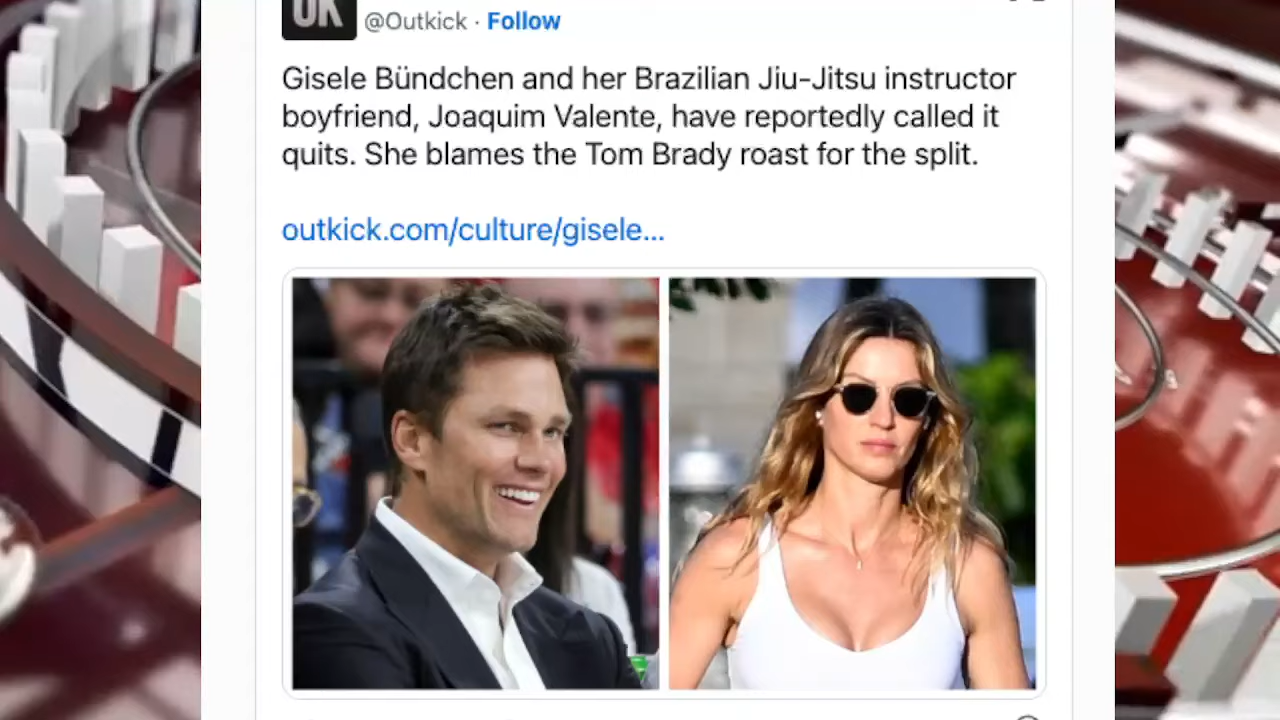 OK
@Outkick · Follow
Gisele Bündchen and her Brazilian Jiu-Jitsu instructor
boyfriend, Joaquim Valente, have reportedly called it
quits. She blames the Tom Brady roast for the split.
outkick.com/culture/gisele...